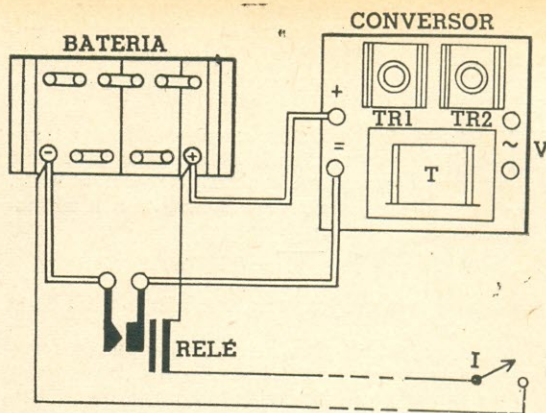 CONVERSOR
BATERIA
+
TR1 TR2
- +
=
~ V
T
RELÉ
I